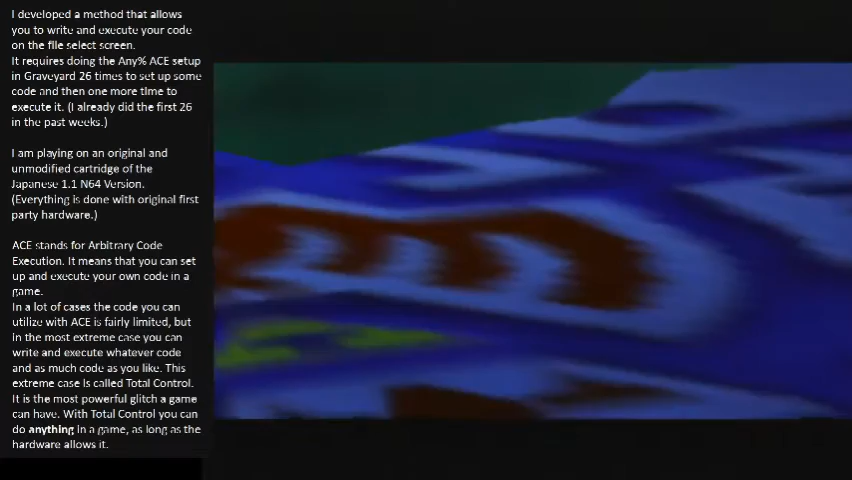 I developed a method that allows
you to write and execute your code
on the file select screen.
It requires doing the Any% ACE setup
in Graveyard 26 times to set up some
code and then one more time to
execute it. (I already did the first 26
in the past weeks.)
I am playing on an original and
unmodified cartridge of the
Japanese 1.1 N64 Version.
(Everything is done with original first
party hardware.)
ACE stands for Arbitrary Code
Execution. It means that you can set
up and execute your own code in a
game.
In a lot of cases the code you can
utilize with ACE is fairly limited, but
in the most extreme case you can
write and execute whatever code
and as much code as you like. This
extreme case is called Total Control.
It is the most powerful glitch a game
can have. With Total Control you can
do anything in a game, as long as the
hardware allows it.